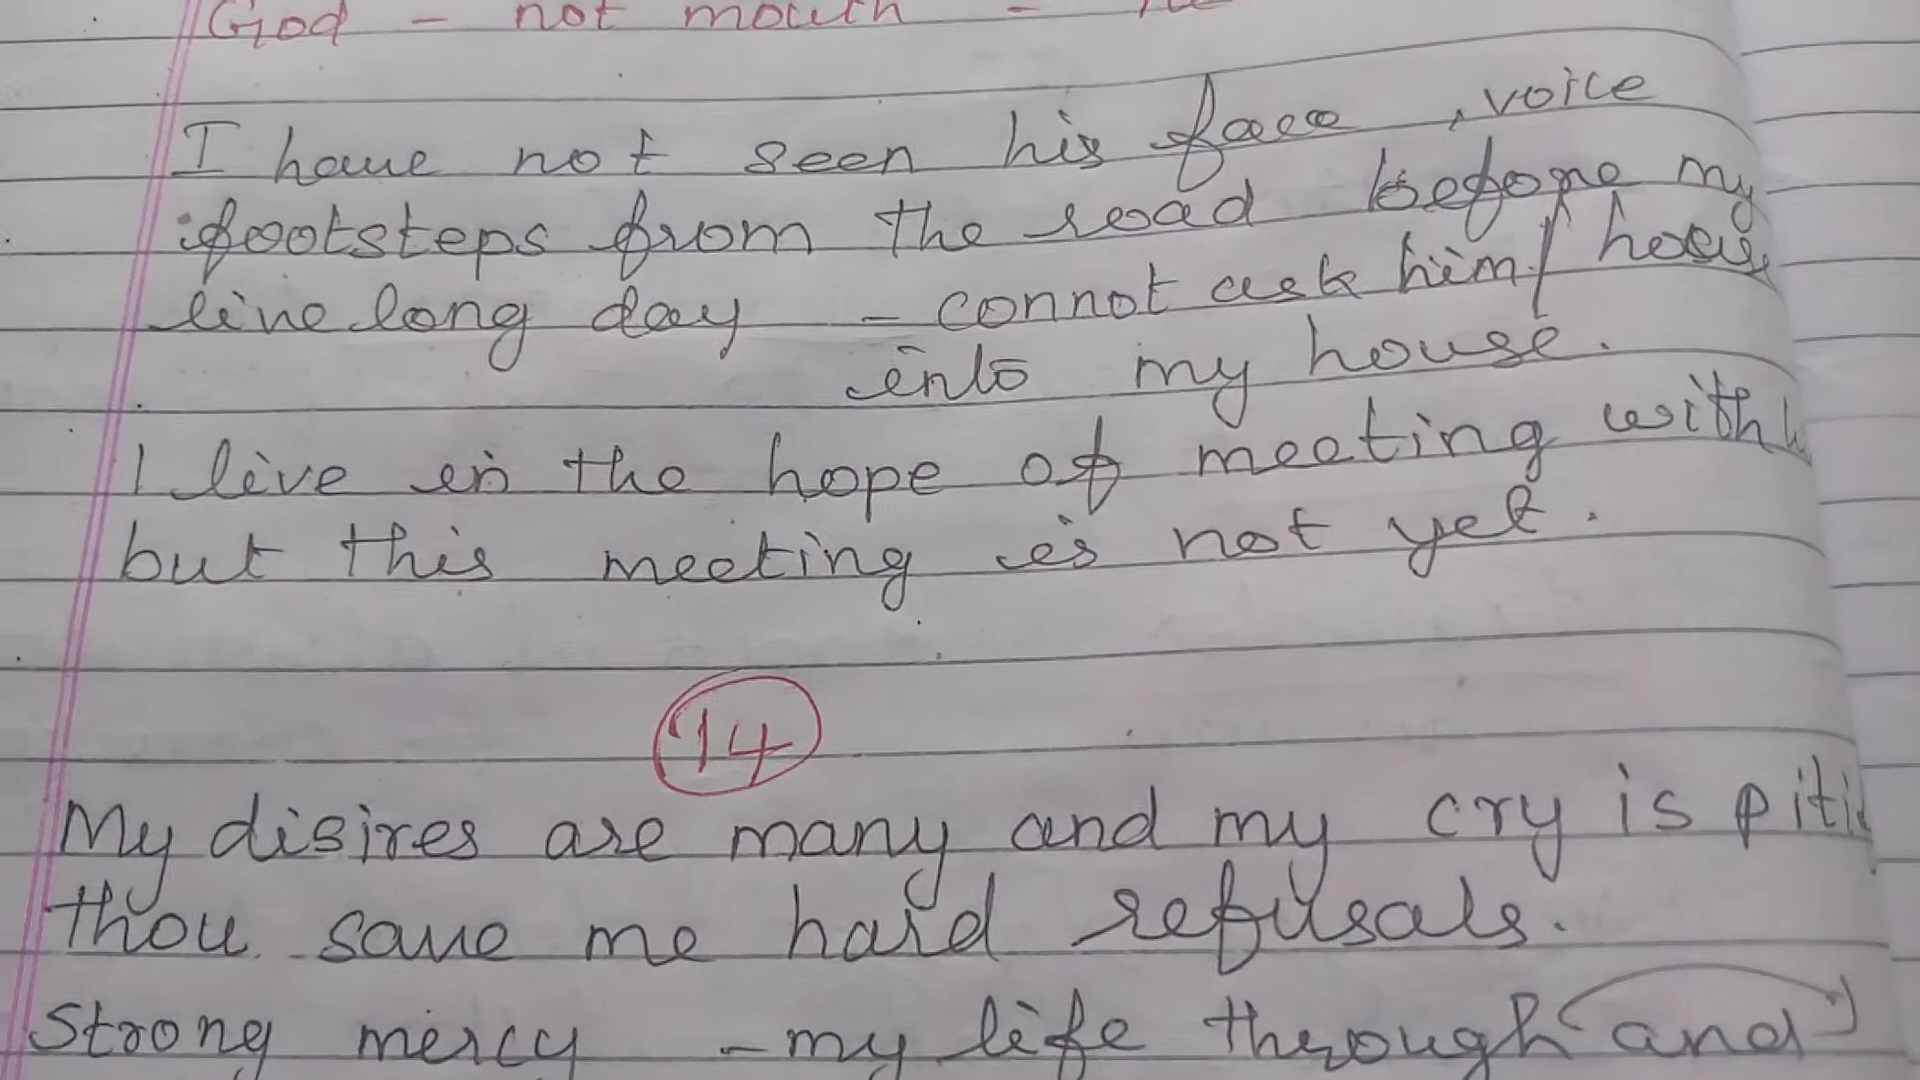 God - not mouth -
I have not seen his face, voice
footsteps from the road before my
live long day - connot ask him / house
into my house.
I live in the hope of meeting with
but this meeting is not yet.
14
My disires are many and my cry is piti
thou save me hard refusals.
Strong mercy - my life through and